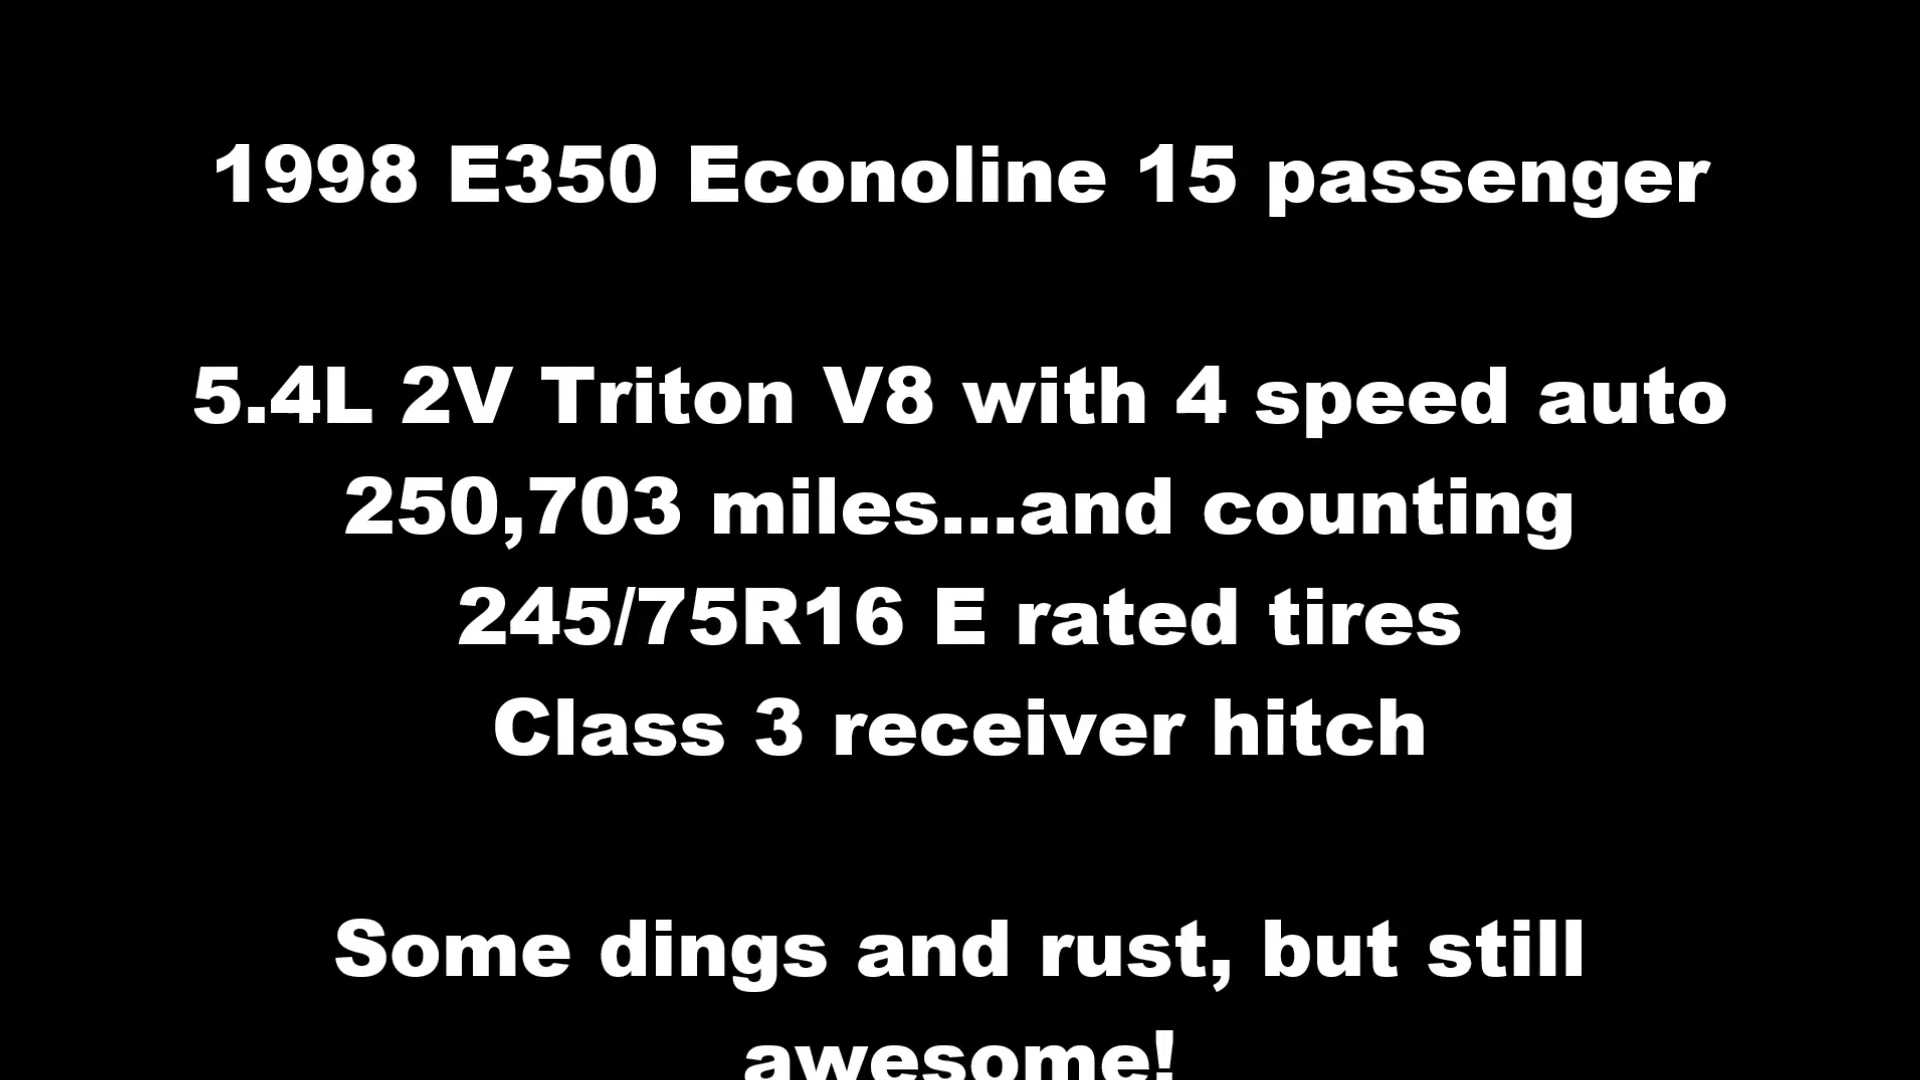 1998 E350 Econoline 15 passenger
5.4L 2V Triton V8 with 4 speed auto
250,703 miles...and counting
245/75R16 E rated tires
Class 3 receiver hitch
Some dings and rust, but still
awesome!